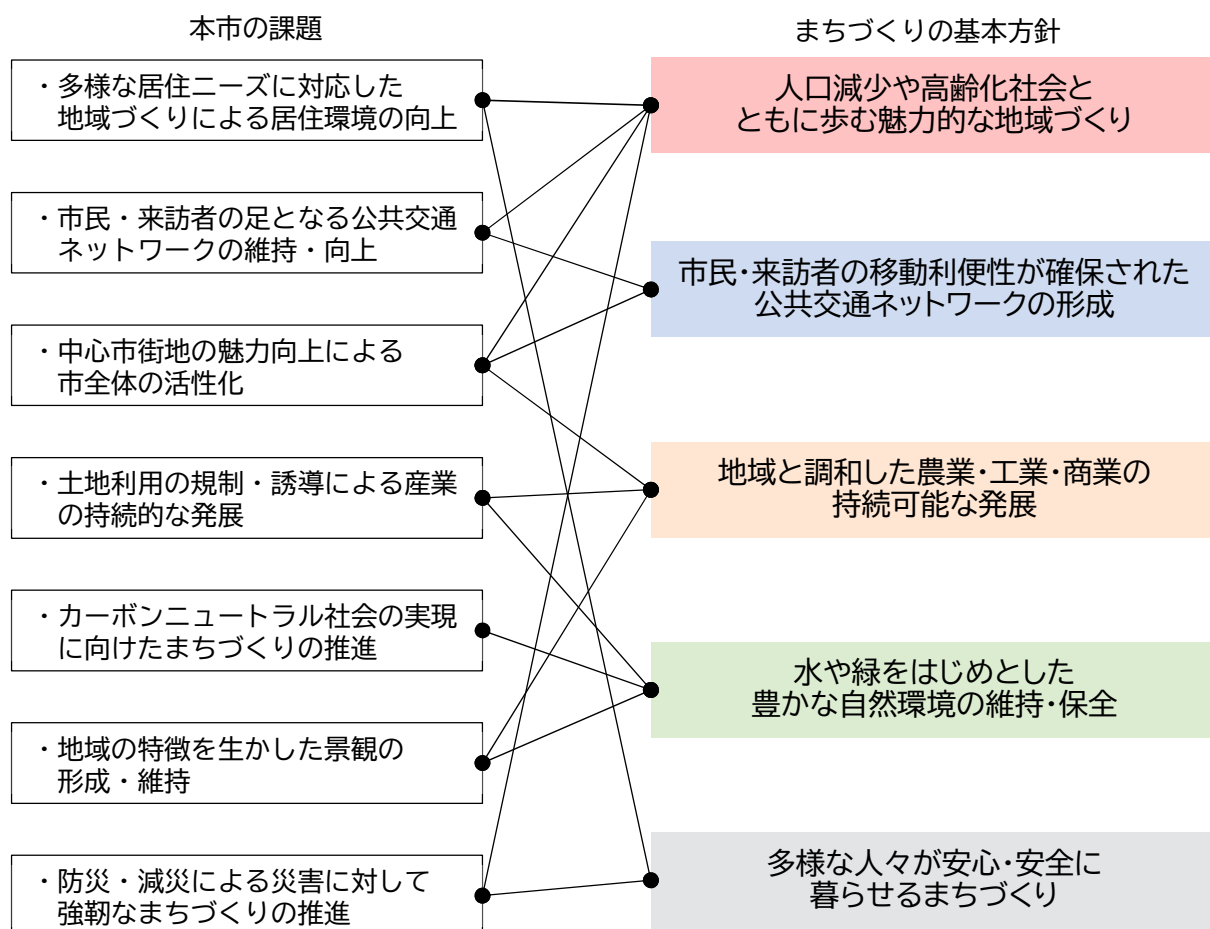 本市の課題
・多様な居住ニーズに対応した
地域づくりによる居住環境の向上
・市民・来訪者の足となる公共交通
ネットワークの維持・向上
・中心市街地の魅力向上による
市全体の活性化
・土地利用の規制・誘導による産業
の持続的な発展
・カーボンニュートラル社会の実現
に向けたまちづくりの推進
・地域の特徴を生かした景観の
形成・維持
・防災・減災による災害に対して
強靭なまちづくりの推進
まちづくりの基本方針
人口減少や高齢化社会と
ともに歩む魅力的な地域づくり
市民・来訪者の移動利便性が確保された
公共交通ネットワークの形成
地域と調和した農業・工業・商業の
持続可能な発展
水や緑をはじめとした
豊かな自然環境の維持・保全
多様な人々が安心・安全に
暮らせるまちづくり